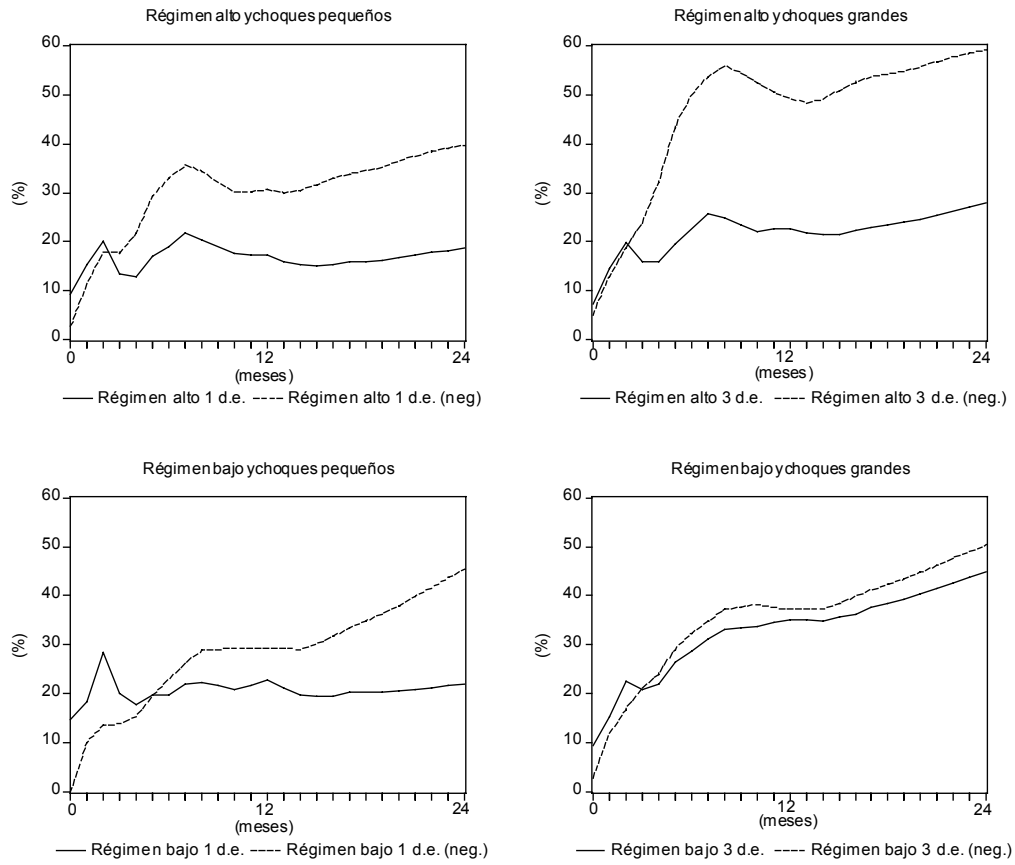 Régimen alto y choques pequeños
60
50
40
30
20
10
0
(%)
0 12 24
(meses)
Régimen alto 1 d.e. Régimen alto 1 d.e. (neg)
Régimen alto y choques grandes
60
50
40
30
20
10
0
(%)
0 12 24
(meses)
Régimen alto 3 d.e. Régimen alto 3 d.e. (neg.)
Régimen bajo y choques pequeños
60
50
40
30
20
10
0
(%)
0 12 24
(meses)
Régimen bajo 1 d.e. Régimen bajo 1 d.e. (neg.)
Régimen bajo y choques grandes
60
50
40
30
20
10
0
(%)
0 12 24
(meses)
Régimen bajo 3 d.e. Régimen bajo 3 d.e. (neg.)